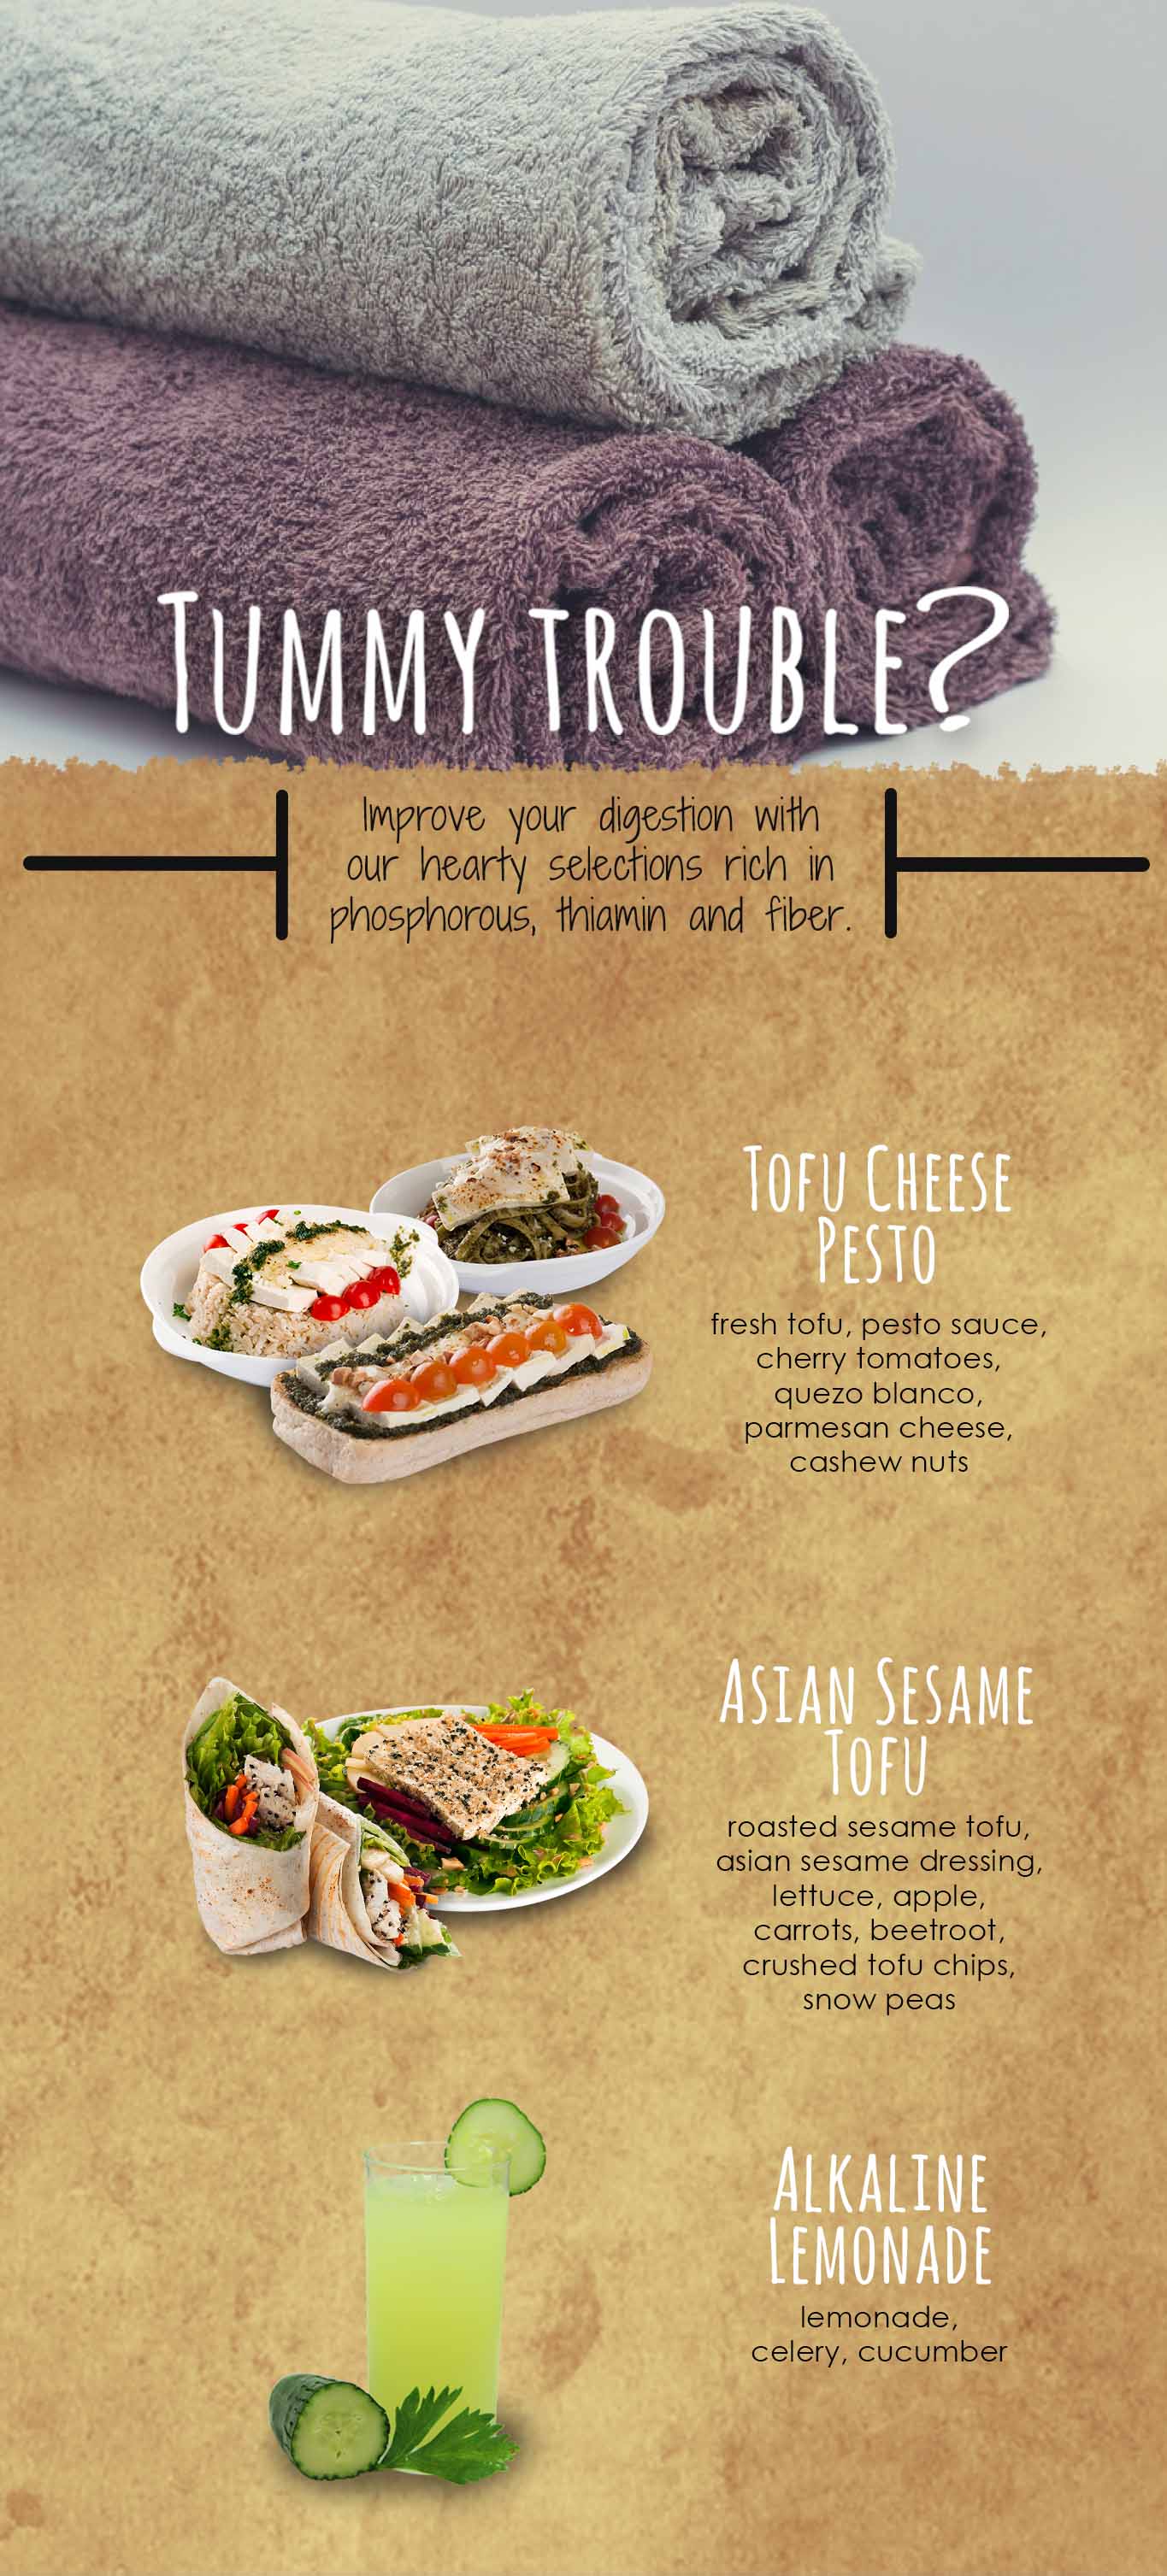 Tummy trouble?
Improve your digestion with
our hearty selections rich in
phosphorous, thiamin and fiber.
Tofu Cheese
Pesto
fresh tofu, pesto sauce,
cherry tomatoes,
quezo blanco,
parmesan cheese,
cashew nuts
Asian Sesame
Tofu
roasted sesame tofu,
asian sesame dressing,
lettuce, apple,
carrots, beetroot,
crushed tofu chips,
snow peas
Alkaline
Lemonade
lemonade,
celery, cucumber